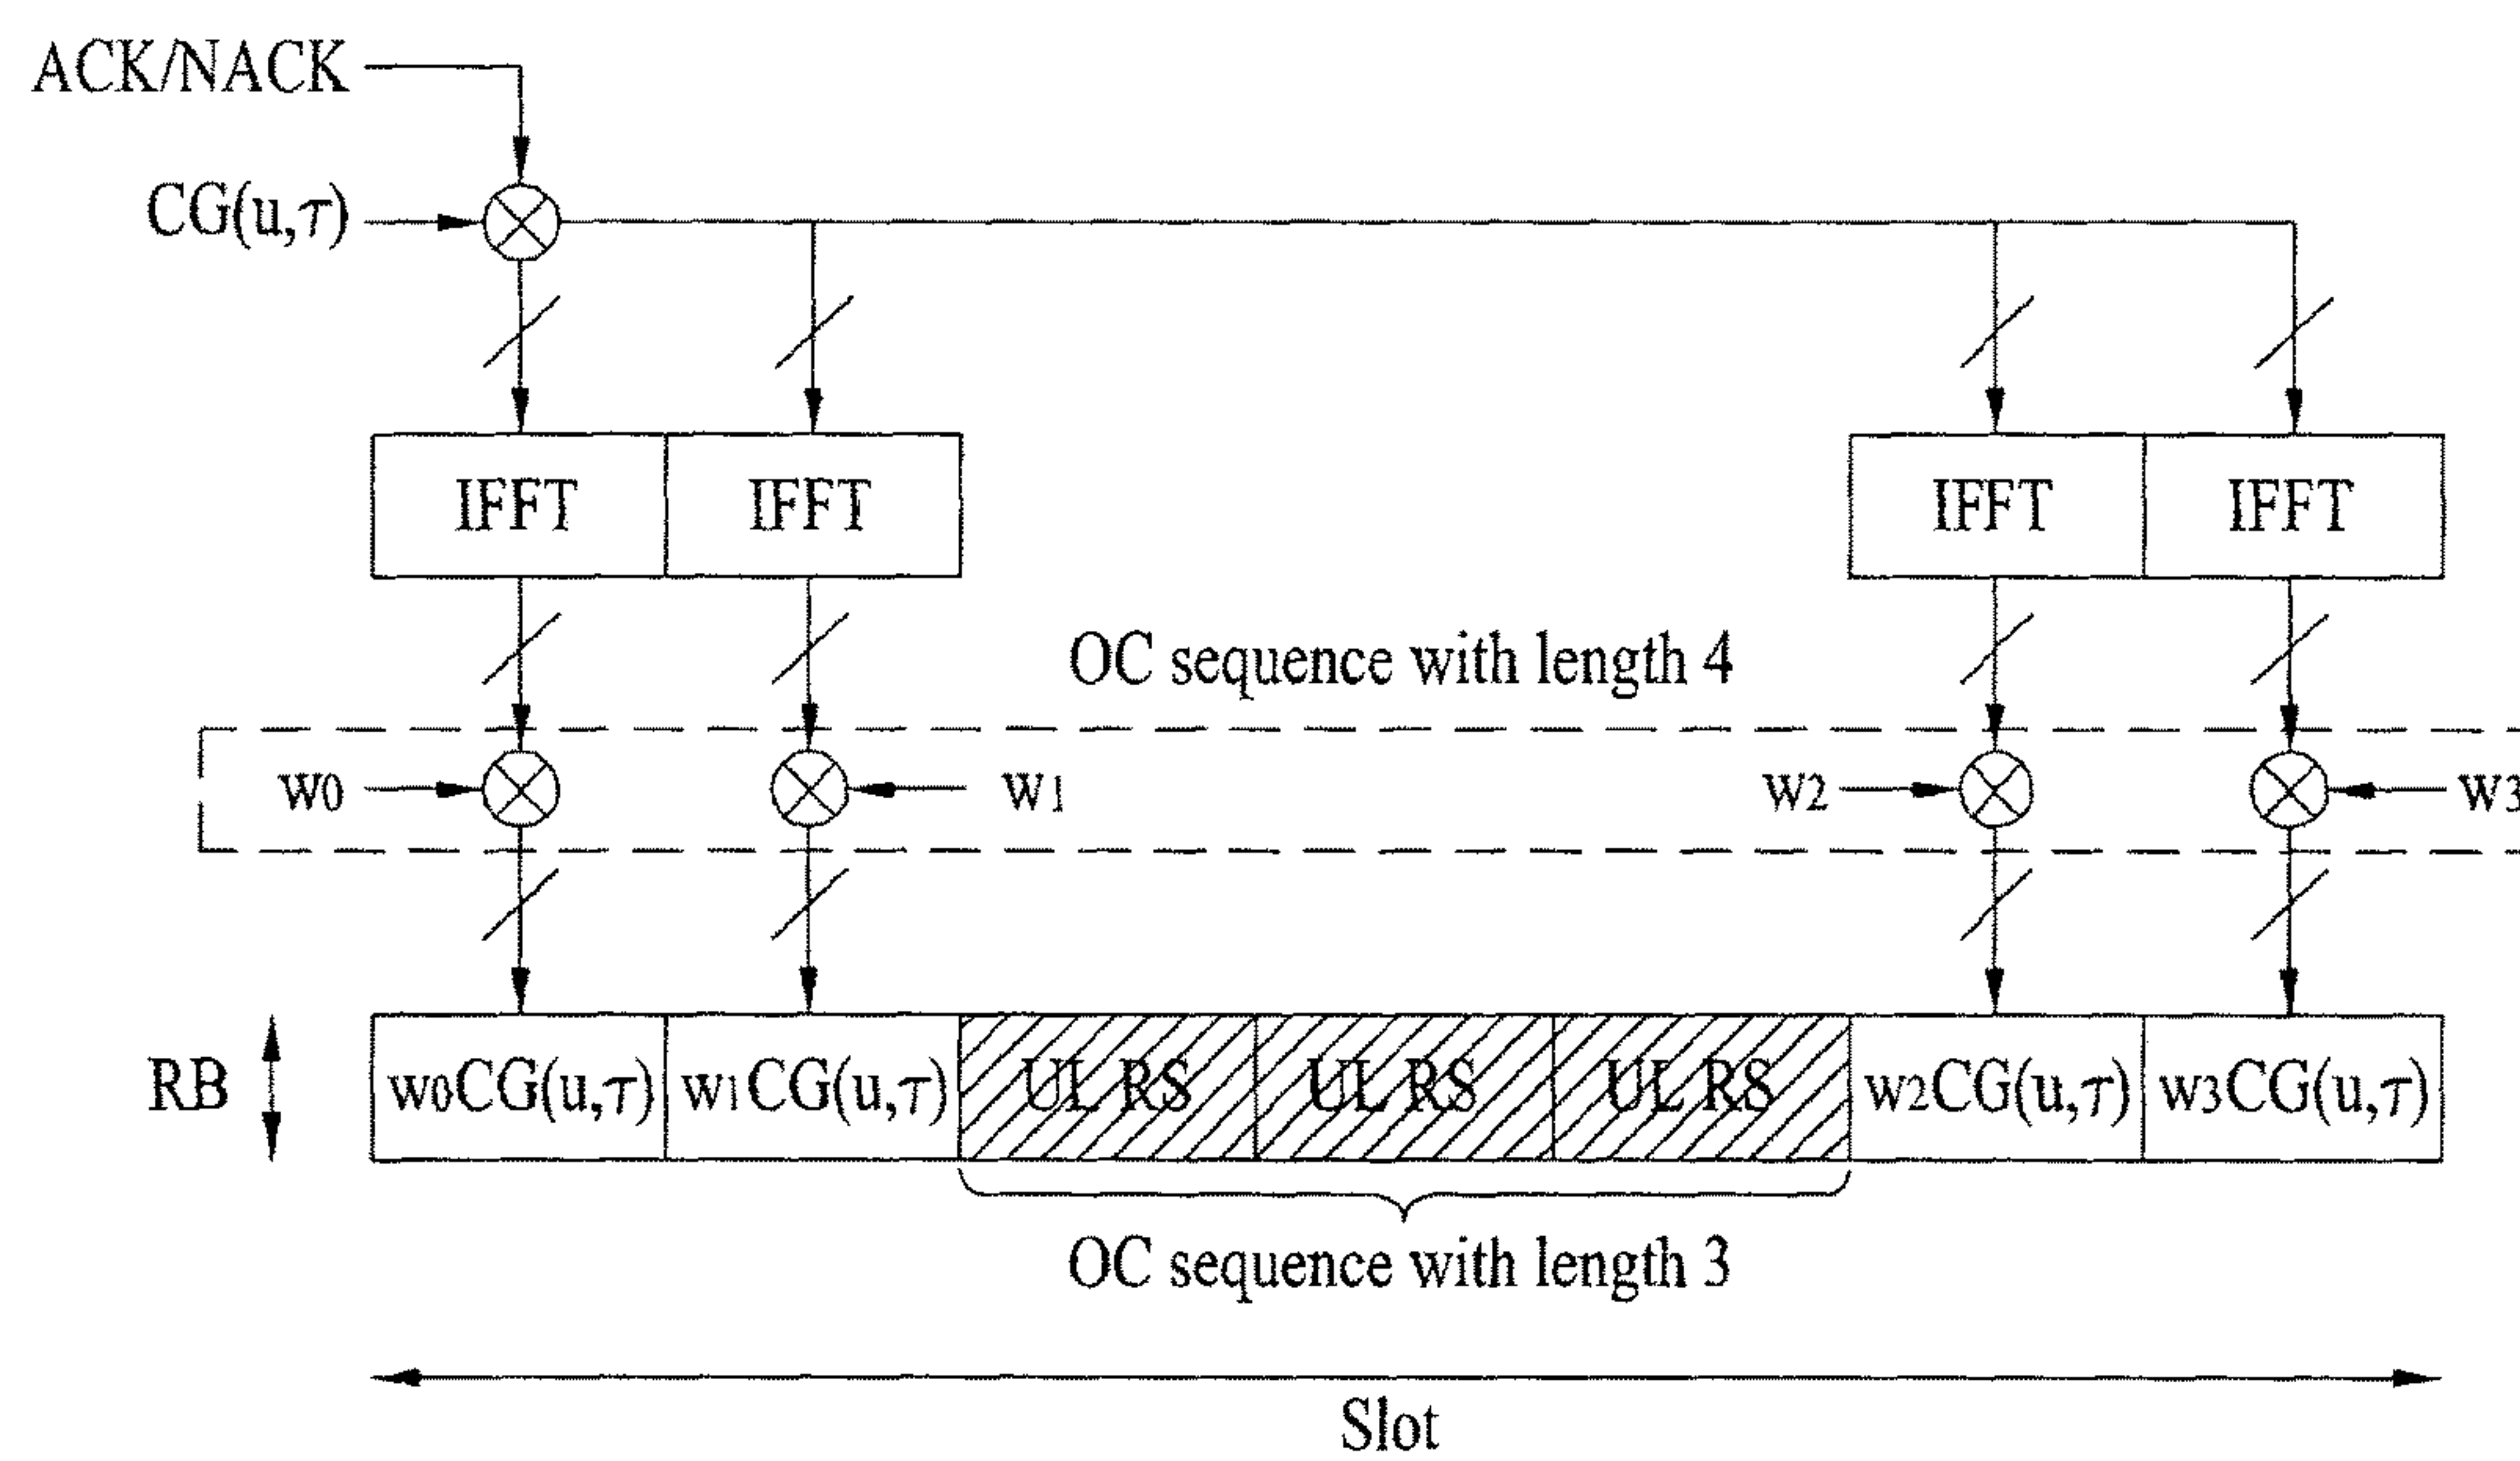 ACK/NACK
CG(u,τ)
IFFT IFFT IFFT IFFT
OC sequence with length 4
w0 w1 w2 w3
RB w0CG(u,τ) w1CG(u,τ) UL RS UL RS UL RS w2CG(u,τ) w3CG(u,τ)
OC sequence with length 3
Slot